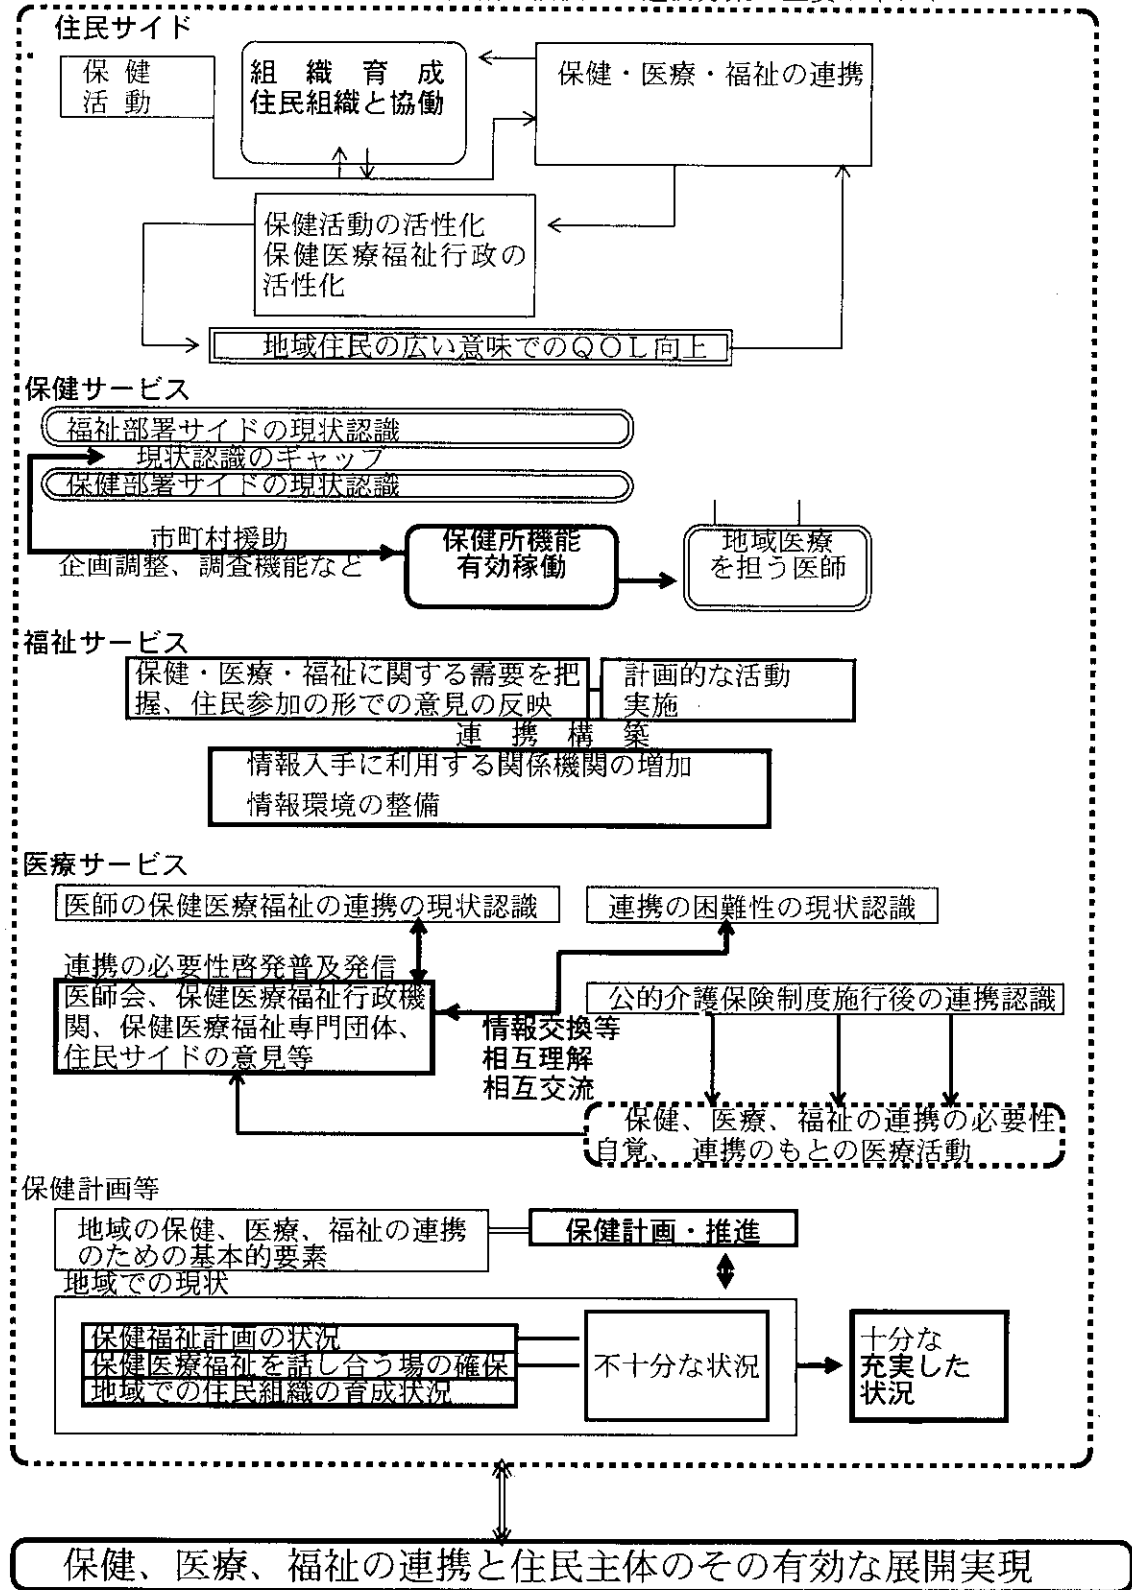 住民サイド
保健
活動
組織育成
住民組織と協働
保健・医療・福祉の連携
保健活動の活性化
保健医療福祉行政の
活性化
地域住民の広い意味でのＱＯＬ向上
保健サービス
福祉部署サイドの現状認識
現状認識のギャップ
保健部署サイドの現状認識
市町村援助
企画調整、調査機能など
保健所機能
有効稼働
地域医療
を担う医師
福祉サービス
保健・医療・福祉に関する需要を把
握、住民参加の形での意見の反映
計画的な活動
実施
連携構築
情報入手に利用する関係機関の増加
情報環境の整備
医療サービス
医師の保健医療福祉の連携の現状認識
連携の困難性の現状認識
連携の必要性啓発普及発信
医師会、保健医療福祉行政機
関、保健医療福祉専門団体、
住民サイドの意見等
情報交換等
相互理解
相互交流
公的介護保険制度施行後の連携認識
保健、医療、福祉の連携の必要性
自覚、連携のもとの医療活動
保健計画等
地域の保健、医療、福祉の連携
のための基本的要素
保健計画・推進
地域での現状
保健福祉計画の状況
保健医療福祉を話し合う場の確保
地域での住民組織の育成状況
不十分な状況
十分な
充実した
状況
保健、医療、福祉の連携と住民主体のその有効な展開実現